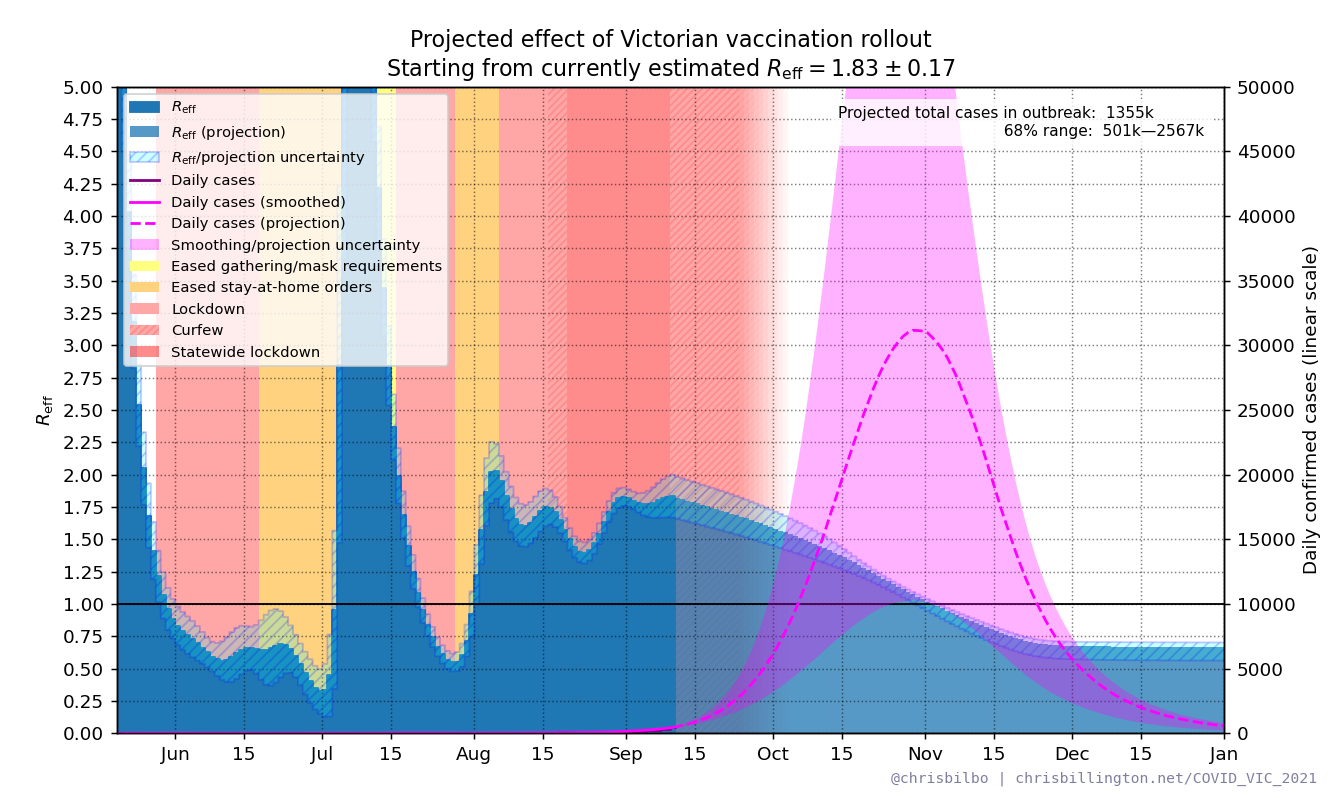 Projected effect of Victorian vaccination rollout
Starting from currently estimated R_eff = 1.83 ± 0.17
Projected total cases in outbreak: 1355k
68% range: 501k—2567k
R_eff
R_eff (projection)
R_eff/projection uncertainty
Daily cases
Daily cases (smoothed)
Daily cases (projection)
Smoothing/projection uncertainty
Eased gathering/mask requirements
Eased stay-at-home orders
Lockdown
Curfew
Statewide lockdown
5.00
4.75
4.50
4.25
4.00
3.75
3.50
3.25
3.00
2.75
2.50
2.25
2.00
1.75
1.50
1.25
1.00
0.75
0.50
0.25
0.00
R_eff
50000
45000
40000
35000
30000
25000
20000
15000
10000
5000
0
Daily confirmed cases (linear scale)
Jun 15 Jul 15 Aug 15 Sep 15 Oct 15 Nov 15 Dec 15 Jan
@chrisbilbo | chrisbillington.net/COVID_VIC_2021